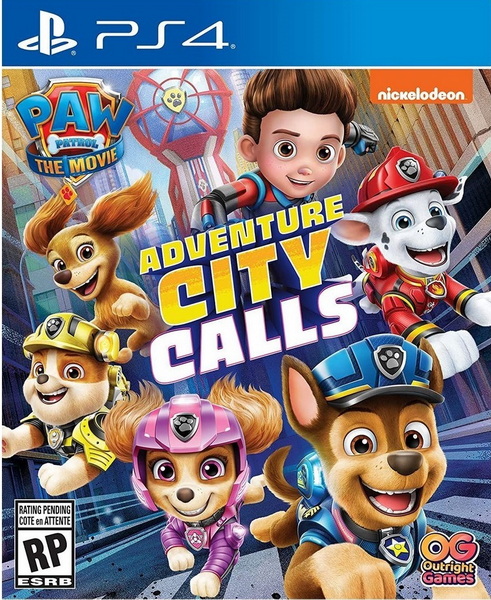 PS4
PAW
PATROL
THE MOVIE
nickelodeon
ADVENTURE
CITY
CALLS
RATING PENDING
COTE en ATTENTE
RP
ESRB
OG
Outright
Games